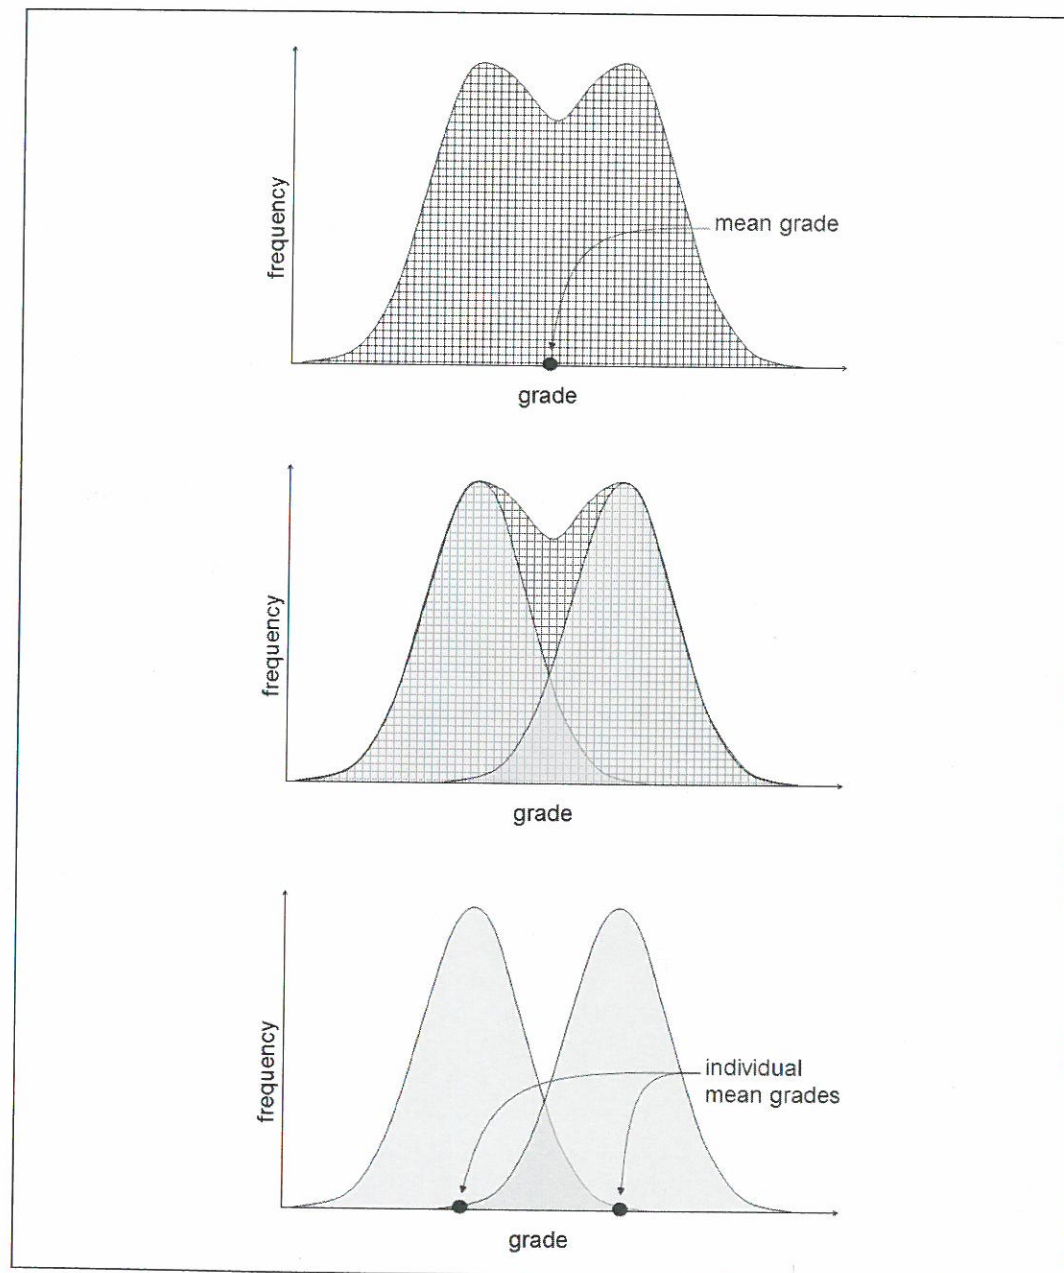 frequency
mean grade
grade
frequency
grade
frequency
individual
mean grades
grade